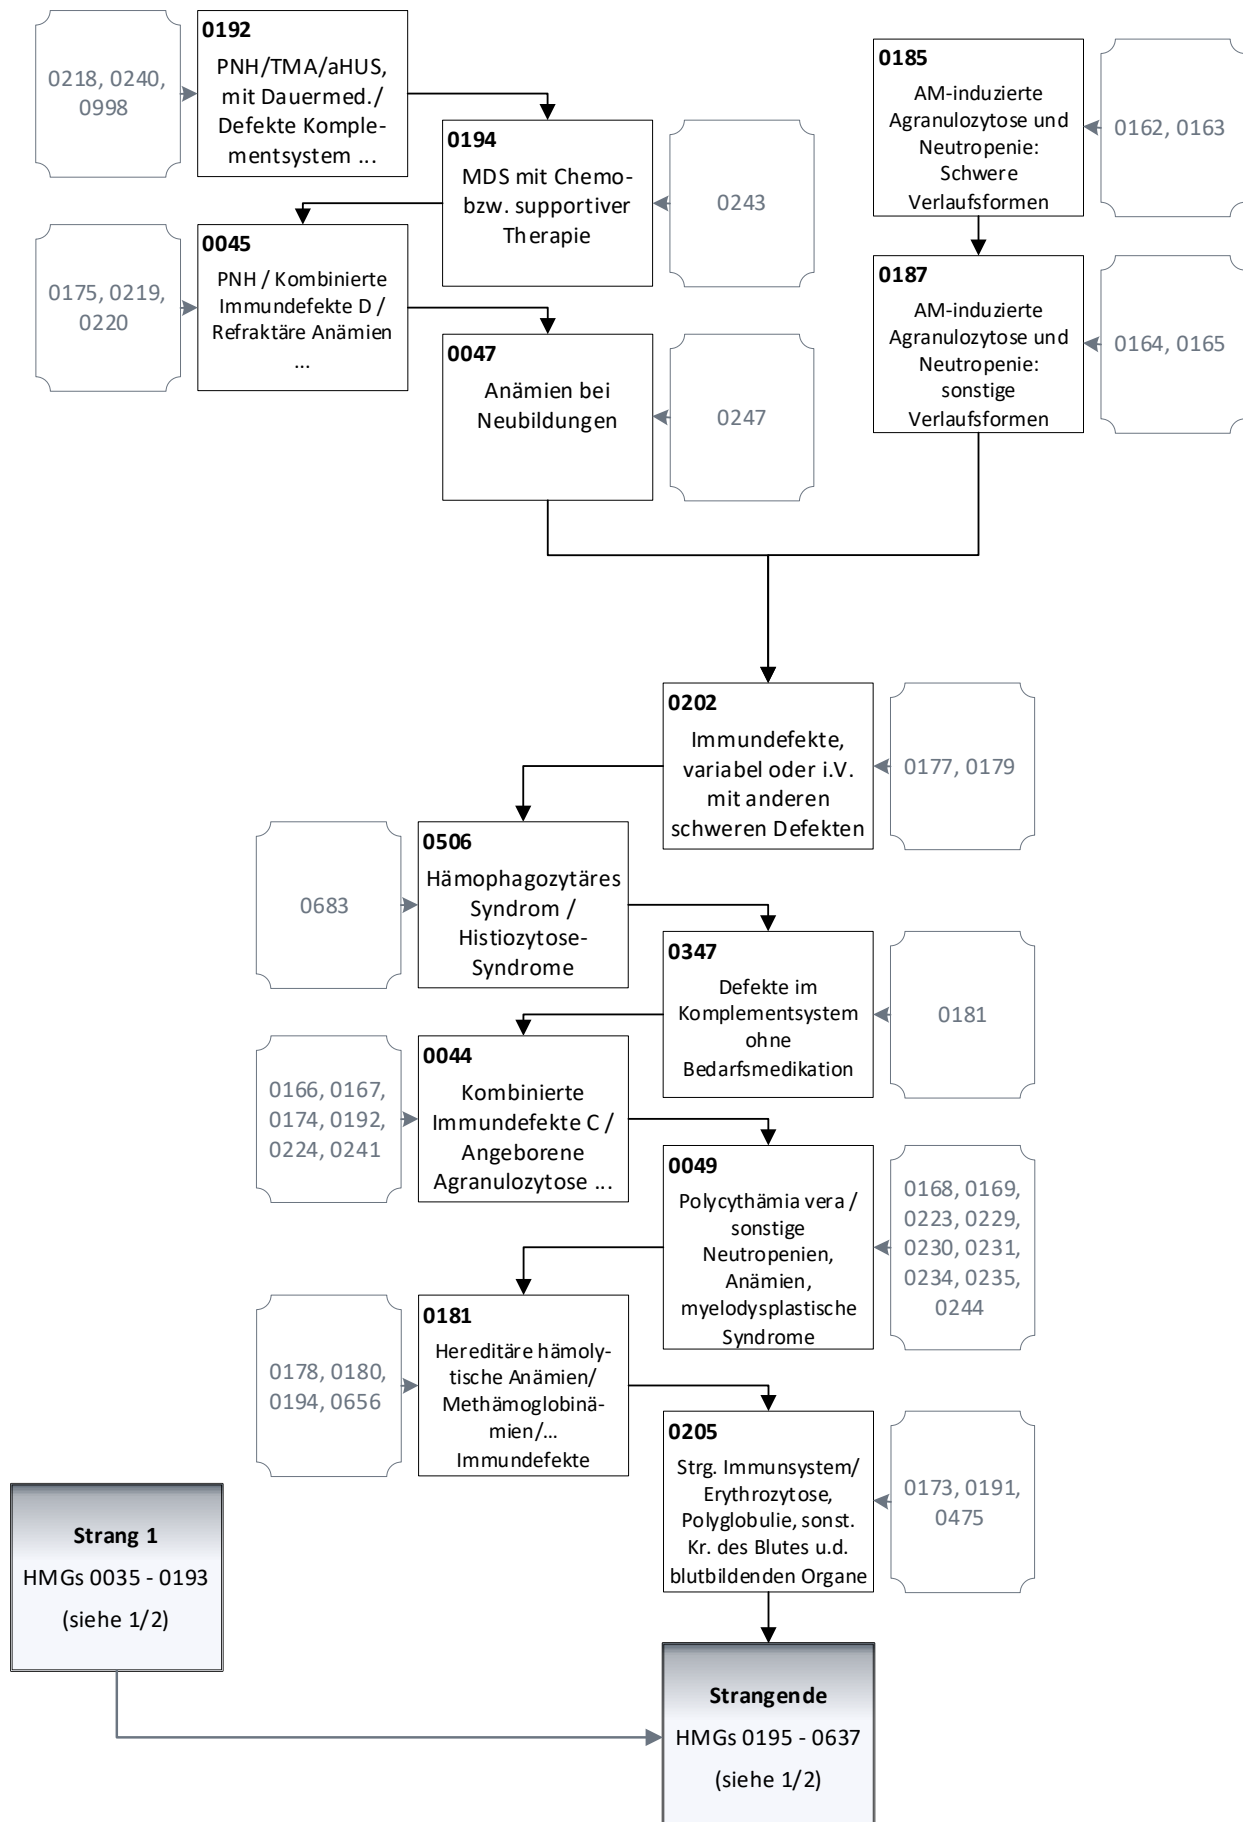 0192
PNH/TMA/aHUS,
mit Dauermed./
Defekte Komple-
mentsystem ...
0218, 0240,
0998
0194
MDS mit Chemo-
bzw. supportiver
Therapie
0243
0045
PNH / Kombinierte
Immundefekte D /
Refraktäre Anämien
...
0175, 0219,
0220
0047
Anämien bei
Neubildungen
0247
0185
AM-induzierte
Agranulozytose und
Neutropenie:
Schwere
Verlaufsformen
0162, 0163
0187
AM-induzierte
Agranulozytose und
Neutropenie:
sonstige
Verlaufsformen
0164, 0165
0202
Immundefekte,
variabel oder i.V.
mit anderen
schweren Defekten
0177, 0179
0506
Hämophagozytäres
Syndrom /
Histiozytose-
Syndrome
0683
0347
Defekte im
Komplementsystem
ohne
Bedarfsmedikation
0181
0044
Kombinierte
Immundefekte C /
Angeborene
Agranulozytose ...
0166, 0167,
0174, 0192,
0224, 0241
0049
Polycythämia vera /
sonstige
Neutropenien,
Anämien,
myelodysplastische
Syndrome
0168, 0169,
0223, 0229,
0230, 0231,
0234, 0235,
0244
0181
Hereditäre hämoly-
tische Anämien/
Methämoglobinä-
mien/...
Immundefekte
0178, 0180,
0194, 0656
0205
Strg. Immunsystem/
Erythrozytose,
Polyglobulie, sonst.
Kr. des Blutes u.d.
blutbildenden Organe
0173, 0191,
0475
Strang 1
HMGs 0035 - 0193
(siehe 1/2)
Strangende
HMGs 0195 - 0637
(siehe 1/2)